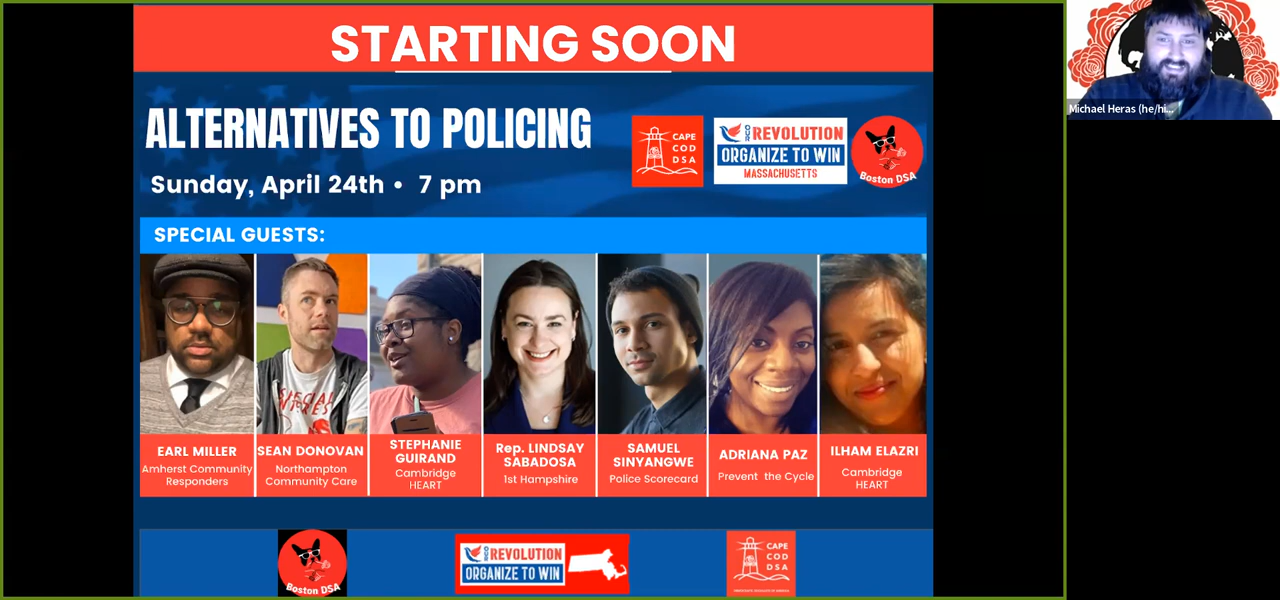 STARTING SOON
ALTERNATIVES TO POLICING
Sunday, April 24th • 7 pm
CAPE
COD
DSA
OUR REVOLUTION
ORGANIZE TO WIN
MASSACHUSETTS
Boston DSA
Michael Heras (he/hi...
SPECIAL GUESTS:
EARL MILLER
Amherst Community
Responders
SEAN DONOVAN
Northampton
Community Care
STEPHANIE
GUIRAND
Cambridge
HEART
Rep. LINDSAY
SABADOSA
1st Hampshire
SAMUEL
SINYANGWE
Police Scorecard
ADRIANA PAZ
Prevent the Cycle
ILHAM ELAZRI
Cambridge
HEART
Boston DSA
OUR REVOLUTION
ORGANIZE TO WIN
CAPE
COD
DSA